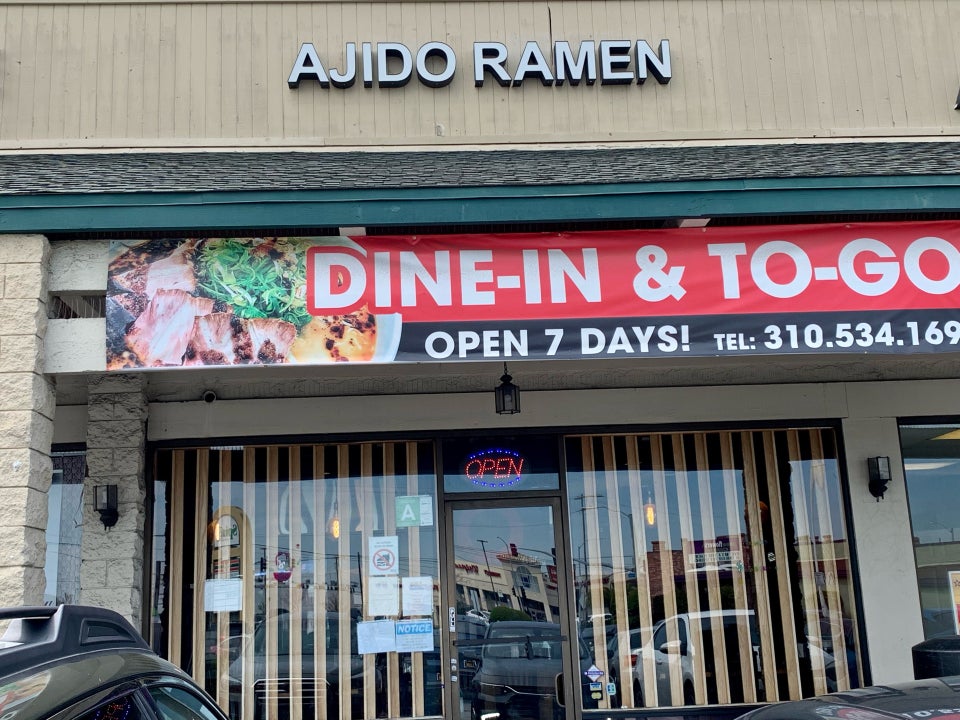 AJIDO RAMEN
DINE-IN & TO-GO
OPEN 7 DAYS! TEL: 310.534.169
OPEN
A
NOTICE